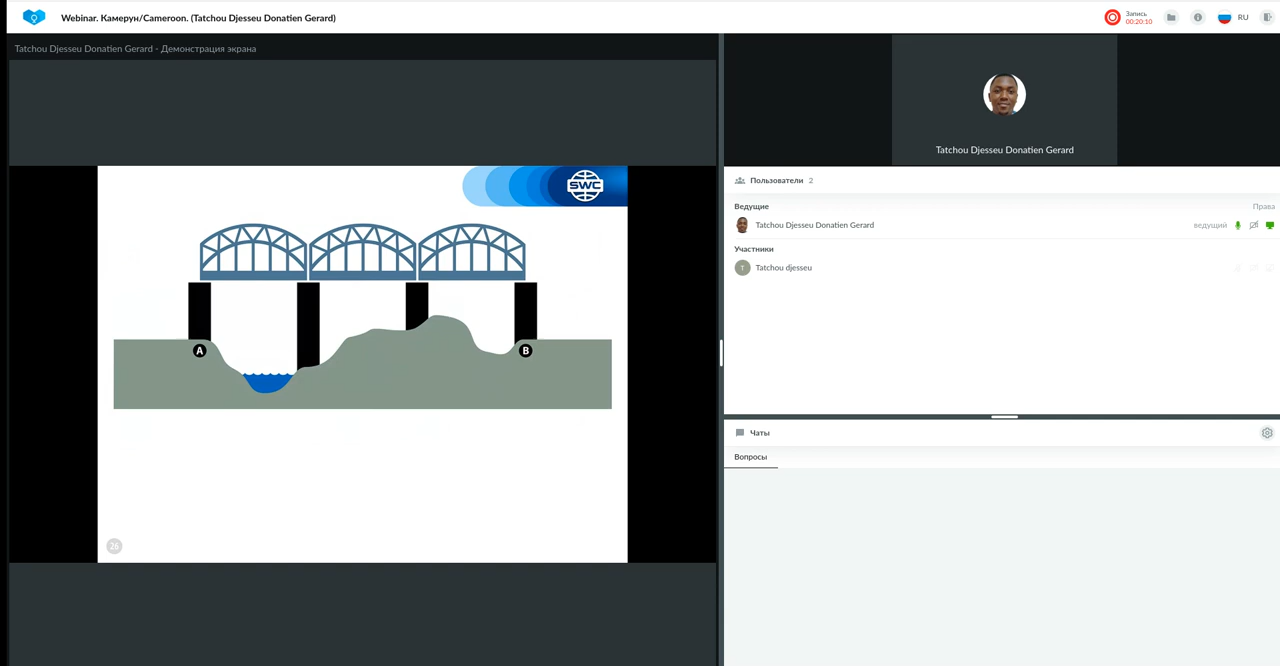 Webinar. Камерун/Cameroon. (Tatchou Djesseu Donatien Gerard)
Запись
00:20:10
RU
Tatchou Djesseu Donatien Gerard - Демонстрация экрана
SWC
A
B
26
Tatchou Djesseu Donatien Gerard
Пользователи 2
Ведущие Права
Tatchou Djesseu Donatien Gerard ведущий
Участники
T Tatchou djesseu
Чаты
Вопросы